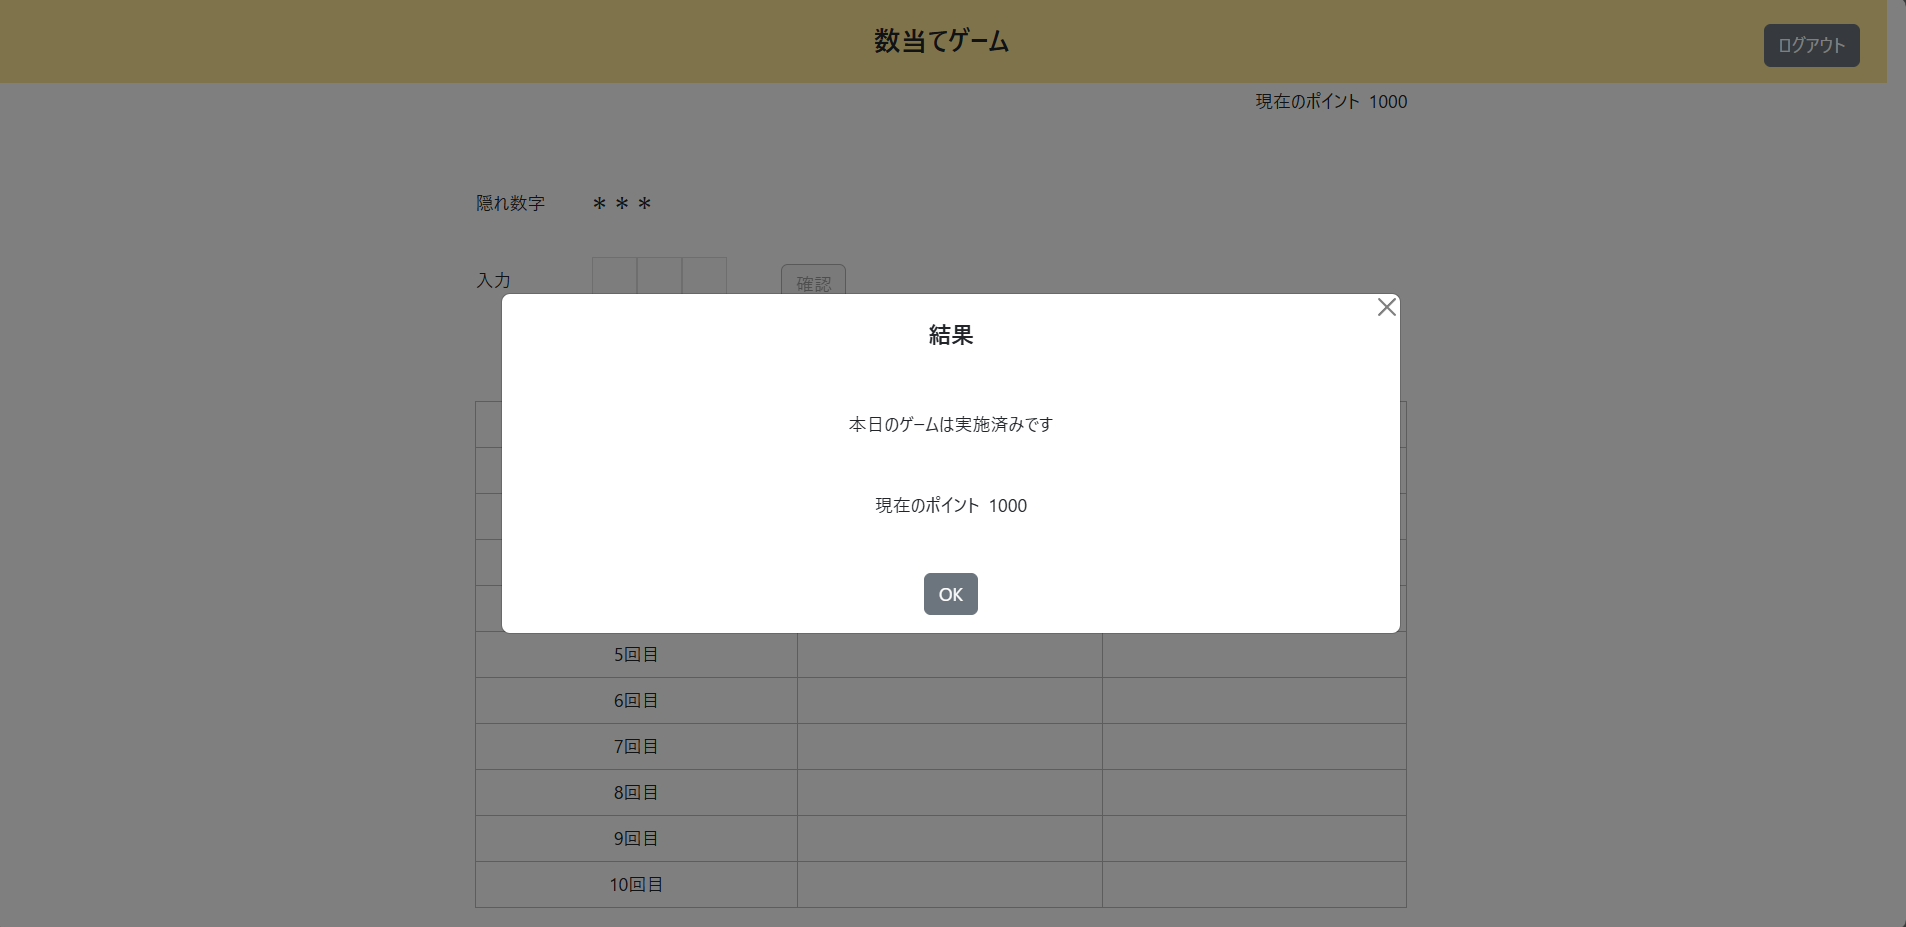 数当てゲーム
ログアウト
現在のポイント 1000
隠れ数字 ＊＊＊
入力 確認
結果
本日のゲームは実施済みです
現在のポイント 1000
OK
5回目
6回目
7回目
8回目
9回目
10回目